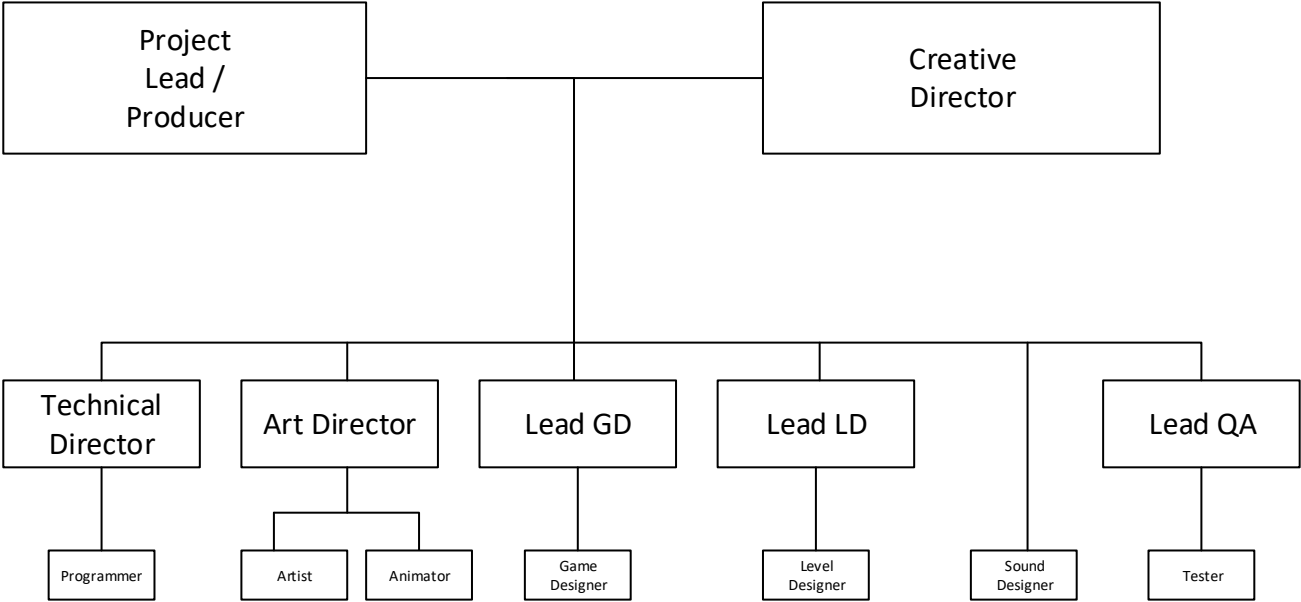 Project
Lead /
Producer
Creative
Director
Technical
Director
Art Director
Lead GD
Lead LD
Lead QA
Programmer
Artist
Animator
Game
Designer
Level
Designer
Sound
Designer
Tester